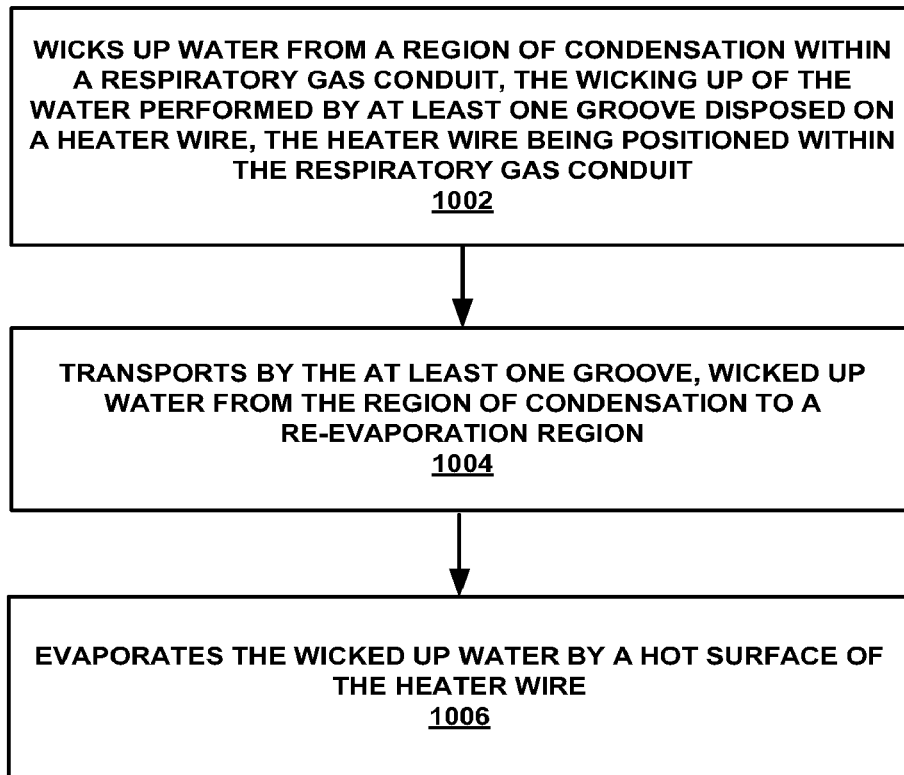 WICKS UP WATER FROM A REGION OF CONDENSATION WITHIN
A RESPIRATORY GAS CONDUIT, THE WICKING UP OF THE
WATER PERFORMED BY AT LEAST ONE GROOVE DISPOSED ON
A HEATER WIRE, THE HEATER WIRE BEING POSITIONED WITHIN
THE RESPIRATORY GAS CONDUIT
1002
TRANSPORTS BY THE AT LEAST ONE GROOVE, WICKED UP
WATER FROM THE REGION OF CONDENSATION TO A
RE-EVAPORATION REGION
1004
EVAPORATES THE WICKED UP WATER BY A HOT SURFACE OF
THE HEATER WIRE
1006